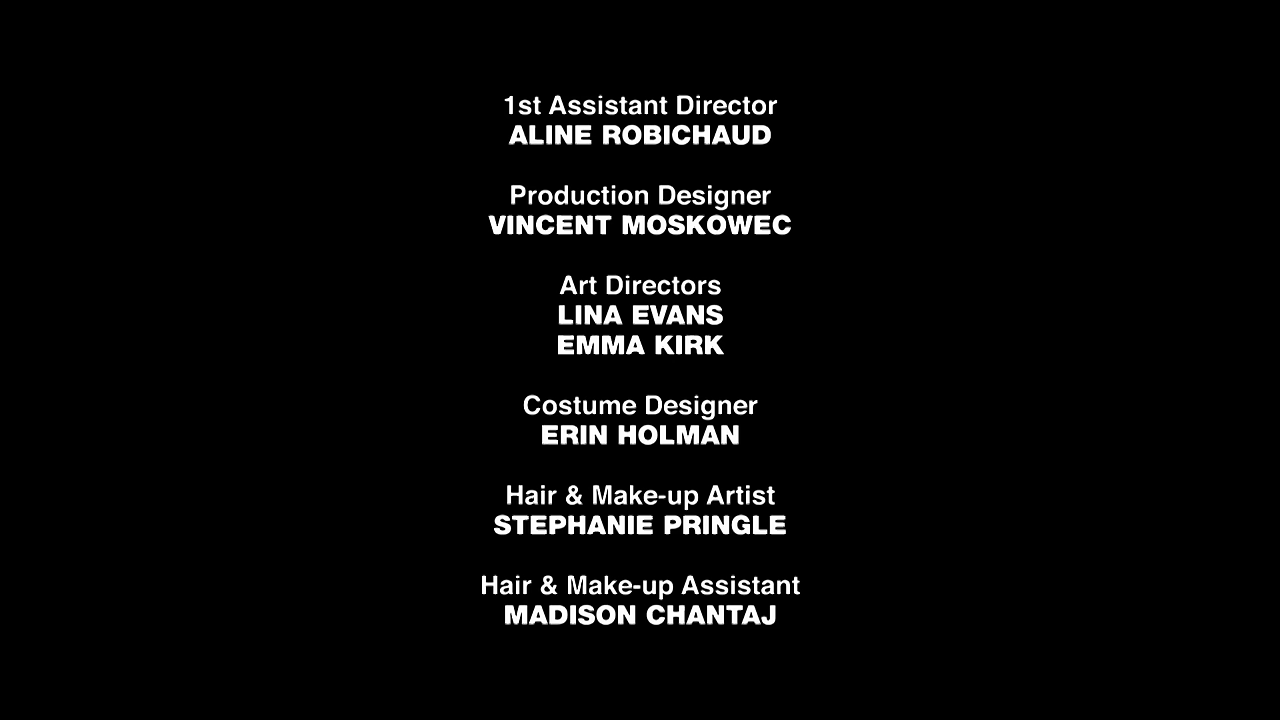 1st Assistant Director
ALINE ROBICHAUD
Production Designer
VINCENT MOSKOWEC
Art Directors
LINA EVANS
EMMA KIRK
Costume Designer
ERIN HOLMAN
Hair & Make-up Artist
STEPHANIE PRINGLE
Hair & Make-up Assistant
MADISON CHANTAJ